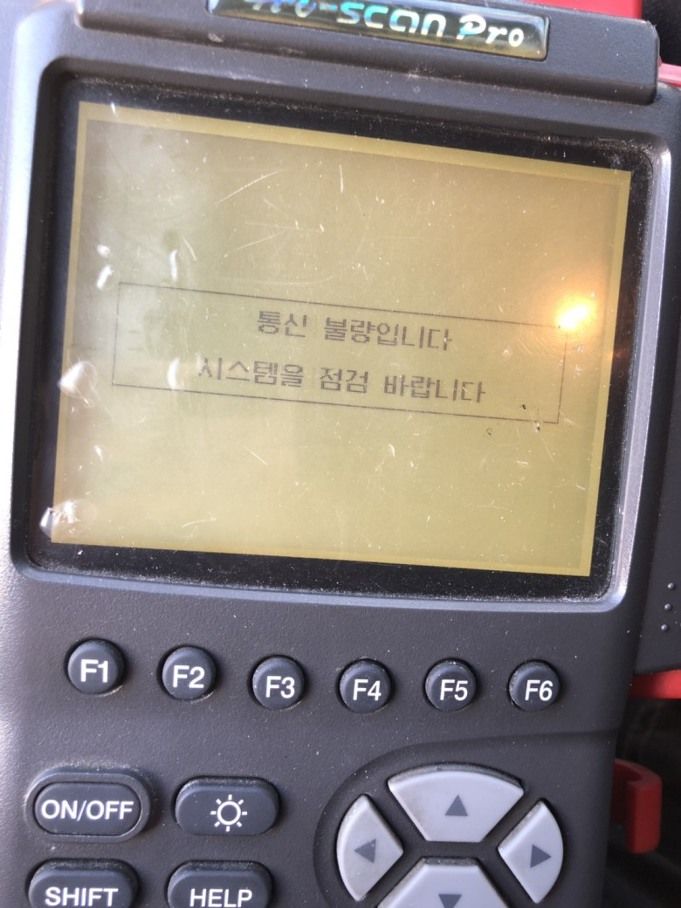 -scan Pro
통신 불량입니다
시스템을 점검 바랍니다
F1 F2 F3 F4 F5 F6
ON/OFF
SHIFT HELP